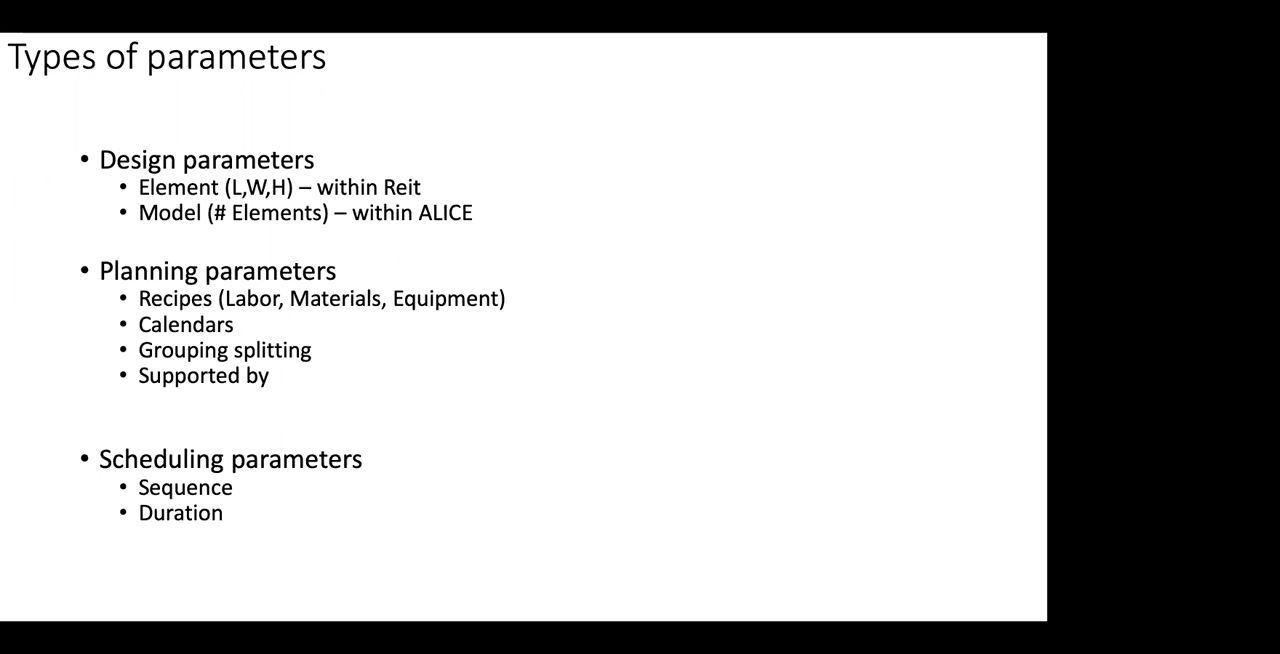 Types of parameters
• Design parameters
• Element (L,W,H) – within Reit
• Model (# Elements) – within ALICE
• Planning parameters
• Recipes (Labor, Materials, Equipment)
• Calendars
• Grouping splitting
• Supported by
• Scheduling parameters
• Sequence
• Duration